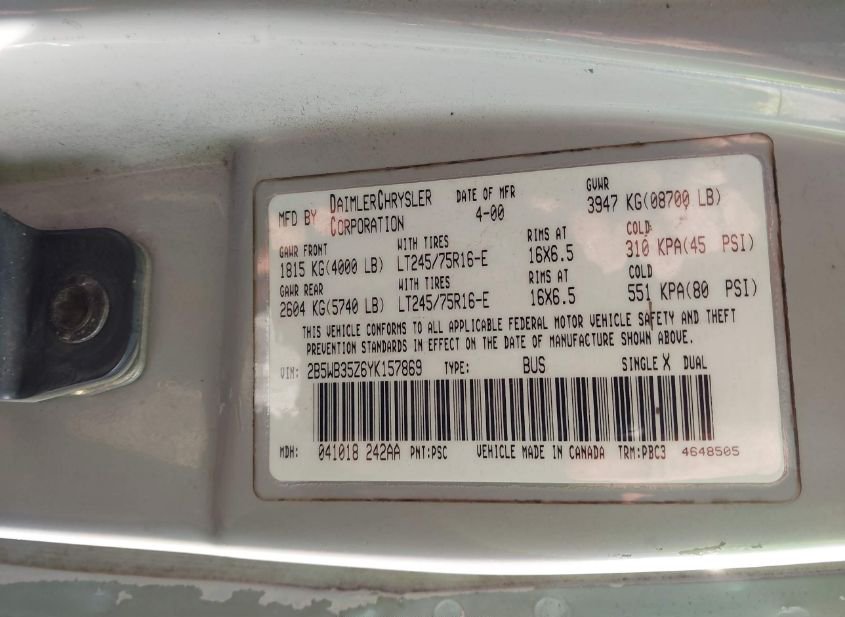 MFD BY DAIMLERCHRYSLER CORPORATION DATE OF MFR 4-00 GVWR 3947 KG(08700 LB)
GAWR FRONT WITH TIRES RIMS AT COLD
1815 KG(4000 LB) LT245/75R16-E 16X6.5 310 KPA(45 PSI)
GAWR REAR WITH TIRES RIMS AT COLD
2604 KG(5740 LB) LT245/75R16-E 16X6.5 551 KPA(80 PSI)
THIS VEHICLE CONFORMS TO ALL APPLICABLE FEDERAL MOTOR VEHICLE SAFETY AND THEFT
PREVENTION STANDARDS IN EFFECT ON THE DATE OF MANUFACTURE SHOWN ABOVE.
VIN: 2B5WB35Z6YK157869 TYPE: BUS SINGLE X DUAL
MDH: 041018 242AA PNT:PSC VEHICLE MADE IN CANADA TRM:PBC3 4648505